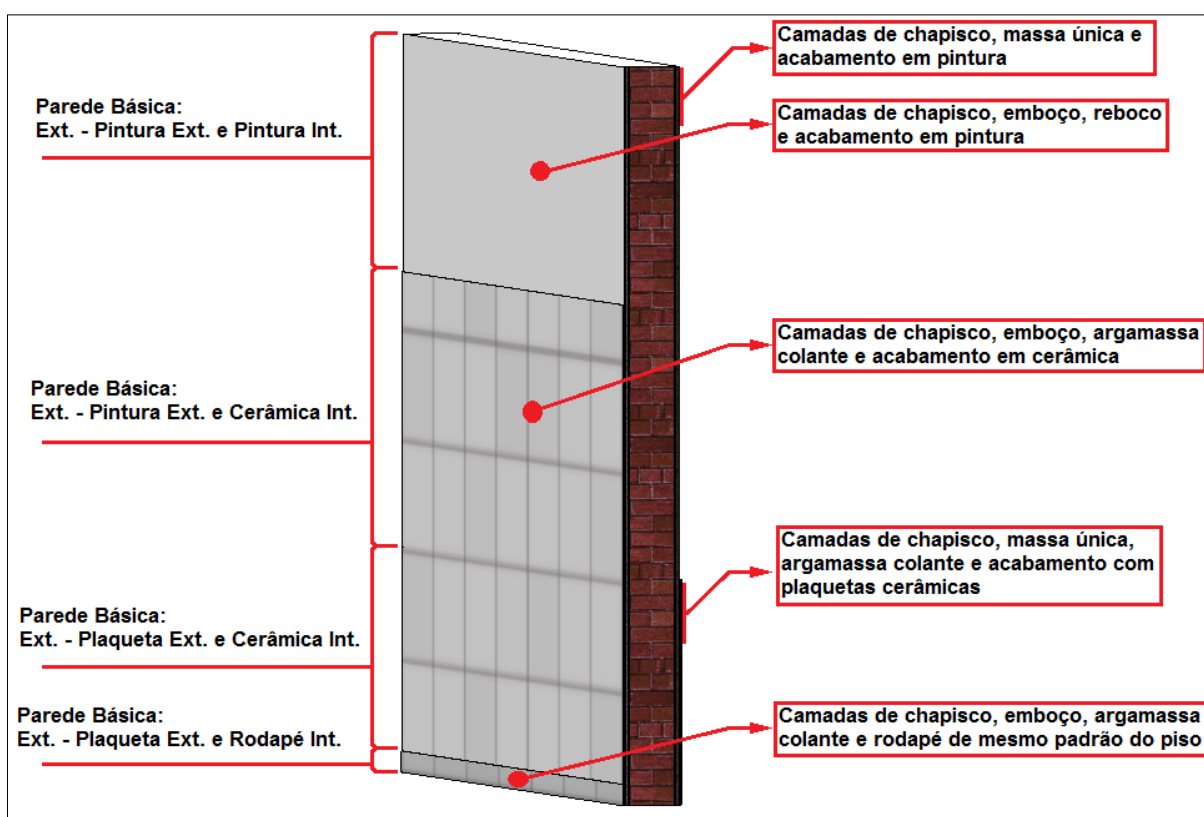 Parede Básica:
Ext. - Pintura Ext. e Pintura Int.
Parede Básica:
Ext. - Pintura Ext. e Cerâmica Int.
Parede Básica:
Ext. - Plaqueta Ext. e Cerâmica Int.
Parede Básica:
Ext. - Plaqueta Ext. e Rodapé Int.
Camadas de chapisco, massa única e
acabamento em pintura
Camadas de chapisco, emboço, reboco
e acabamento em pintura
Camadas de chapisco, emboço, argamassa
colante e acabamento em cerâmica
Camadas de chapisco, massa única,
argamassa colante e acabamento com
plaquetas cerâmicas
Camadas de chapisco, emboço, argamassa
colante e rodapé de mesmo padrão do piso